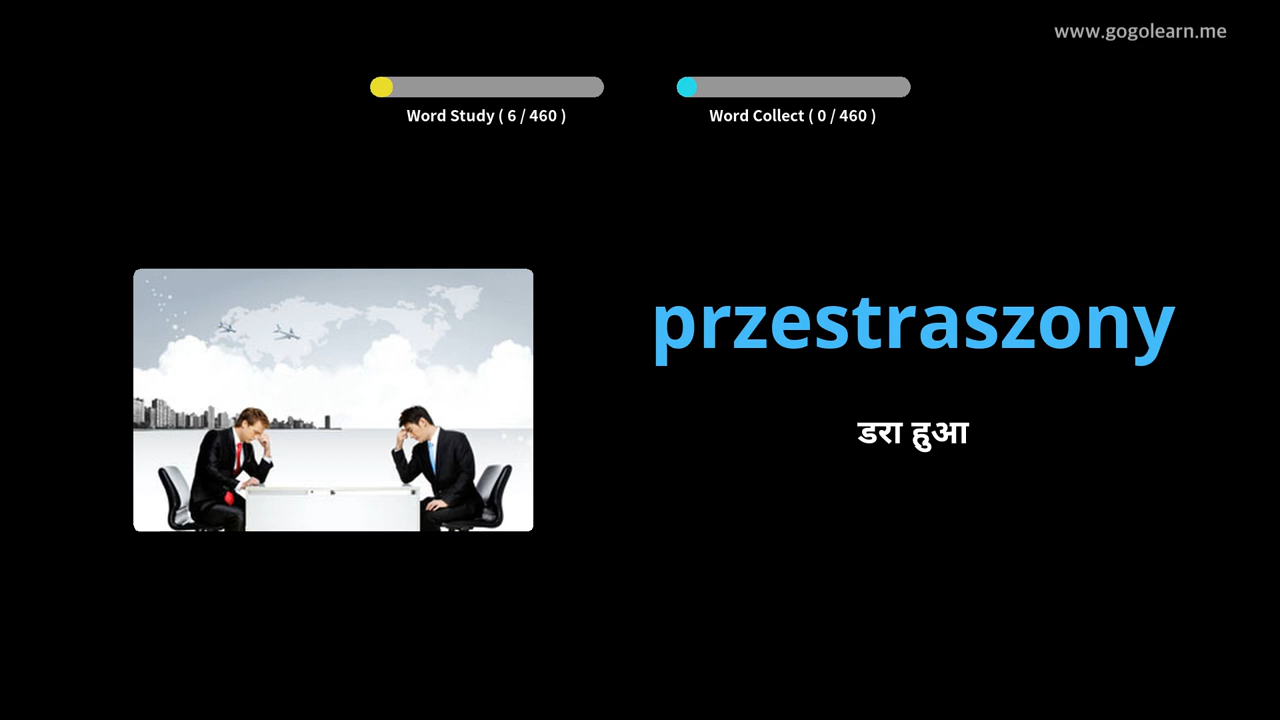 www.gogolearn.me
Word Study ( 6 / 460 )
Word Collect ( 0 / 460 )
przestraszony
डरा हुआ